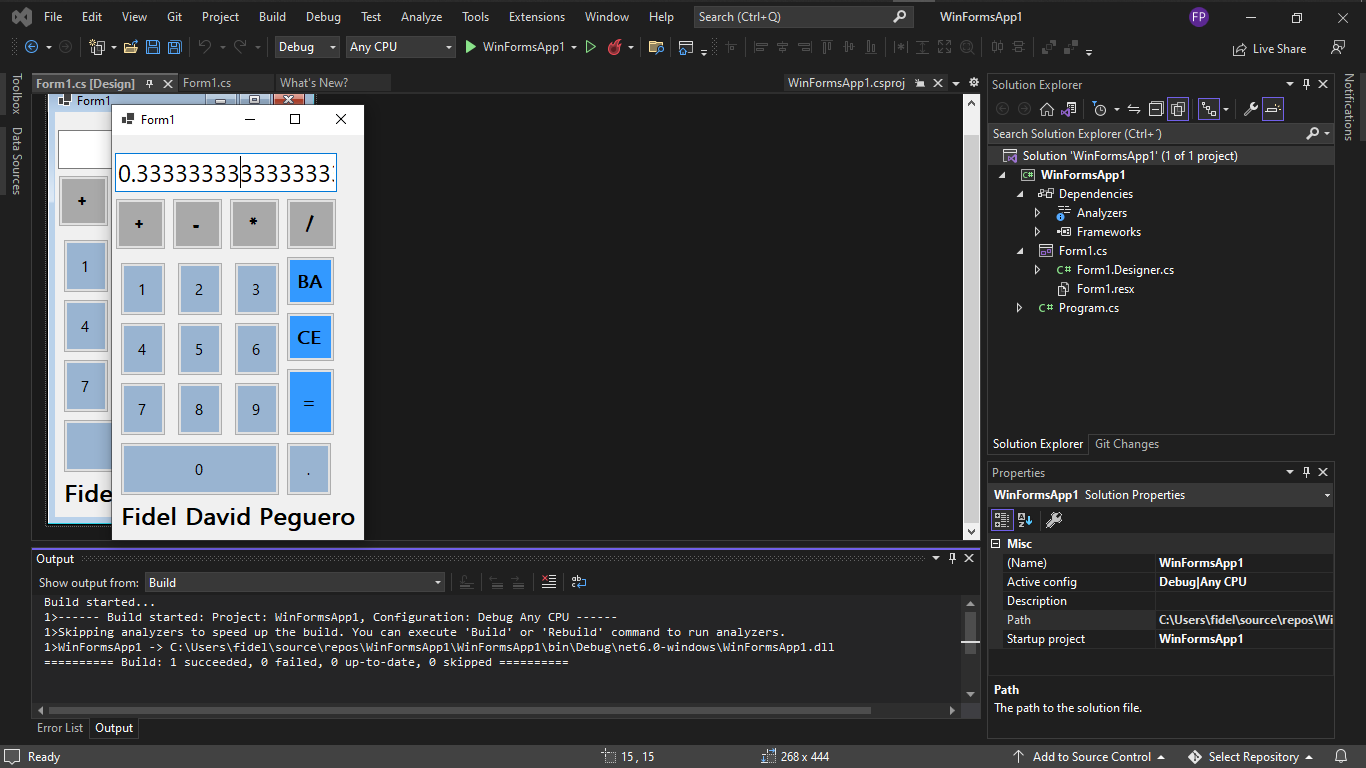 File Edit View Git Project Build Debug Test Analyze Tools Extensions Window Help Search (Ctrl+Q) WinFormsApp1 FP
Debug Any CPU WinFormsApp1 Live Share
Form1.cs [Design] Form1.cs What's New? WinFormsApp1.csproj
Toolbox
Data Sources
Form1
+
1
4
7
Fidel
Form1
0.3333333333333333
+ - * /
1 2 3 BA
4 5 6 CE
7 8 9 =
0 .
Fidel David Peguero
Solution Explorer
Search Solution Explorer (Ctrl+´)
Solution 'WinFormsApp1' (1 of 1 project)
WinFormsApp1
Dependencies
Analyzers
Frameworks
Form1.cs
C# Form1.Designer.cs
Form1.resx
C# Program.cs
Solution Explorer Git Changes
Notifications
Properties
WinFormsApp1 Solution Properties
Misc
(Name) WinFormsApp1
Active config Debug|Any CPU
Description
Path C:\Users\fidel\source\repos\Wi
Startup project WinFormsApp1
Path
The path to the solution file.
Output
Show output from: Build
Build started...
1>------ Build started: Project: WinFormsApp1, Configuration: Debug Any CPU ------
1>Skipping analyzers to speed up the build. You can execute 'Build' or 'Rebuild' command to run analyzers.
1>WinFormsApp1 -> C:\Users\fidel\source\repos\WinFormsApp1\WinFormsApp1\bin\Debug\net6.0-windows\WinFormsApp1.dll
========== Build: 1 succeeded, 0 failed, 0 up-to-date, 0 skipped ==========
Error List Output
Ready 15 , 15 268 x 444 Add to Source Control Select Repository